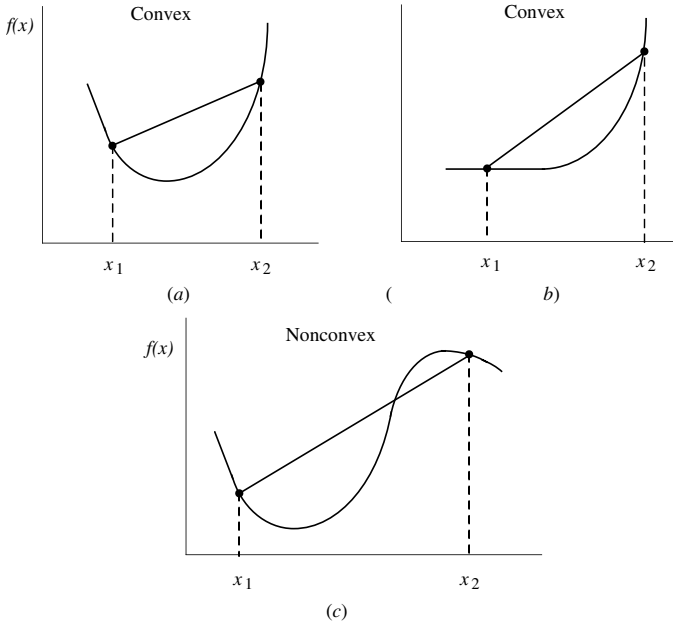 Convex
f(x)
x1 x2
(a)
Convex
x1 x2
( b)
Nonconvex
f(x)
x1 x2
(c)